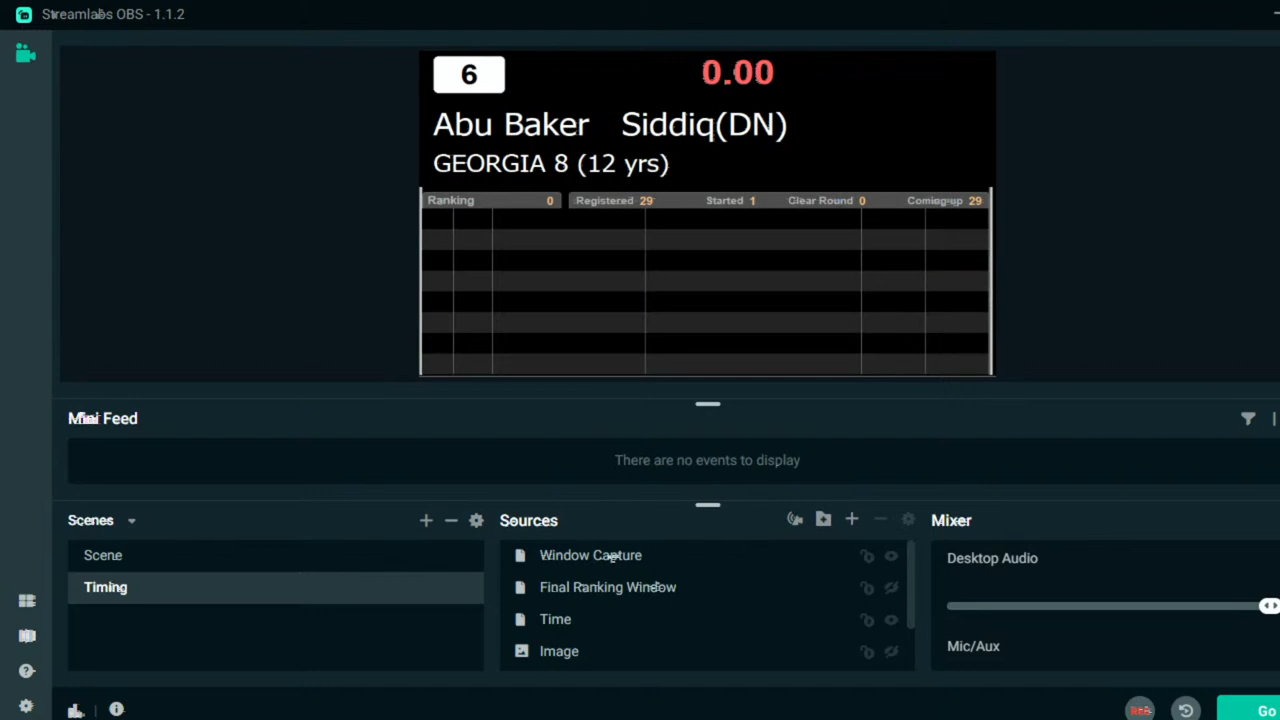 Streamlabs OBS - 1.1.2
6 0.00
Abu Baker Siddiq(DN)
GEORGIA 8 (12 yrs)
Ranking 0 Registered 29 Started 1 Clear Round 0 Coming up 29
Mini Feed
There are no events to display
Scenes Sources Mixer
Scene
Timing
Window Capture
Final Ranking Window
Time
Image
Desktop Audio
Mic/Aux
REC
Go